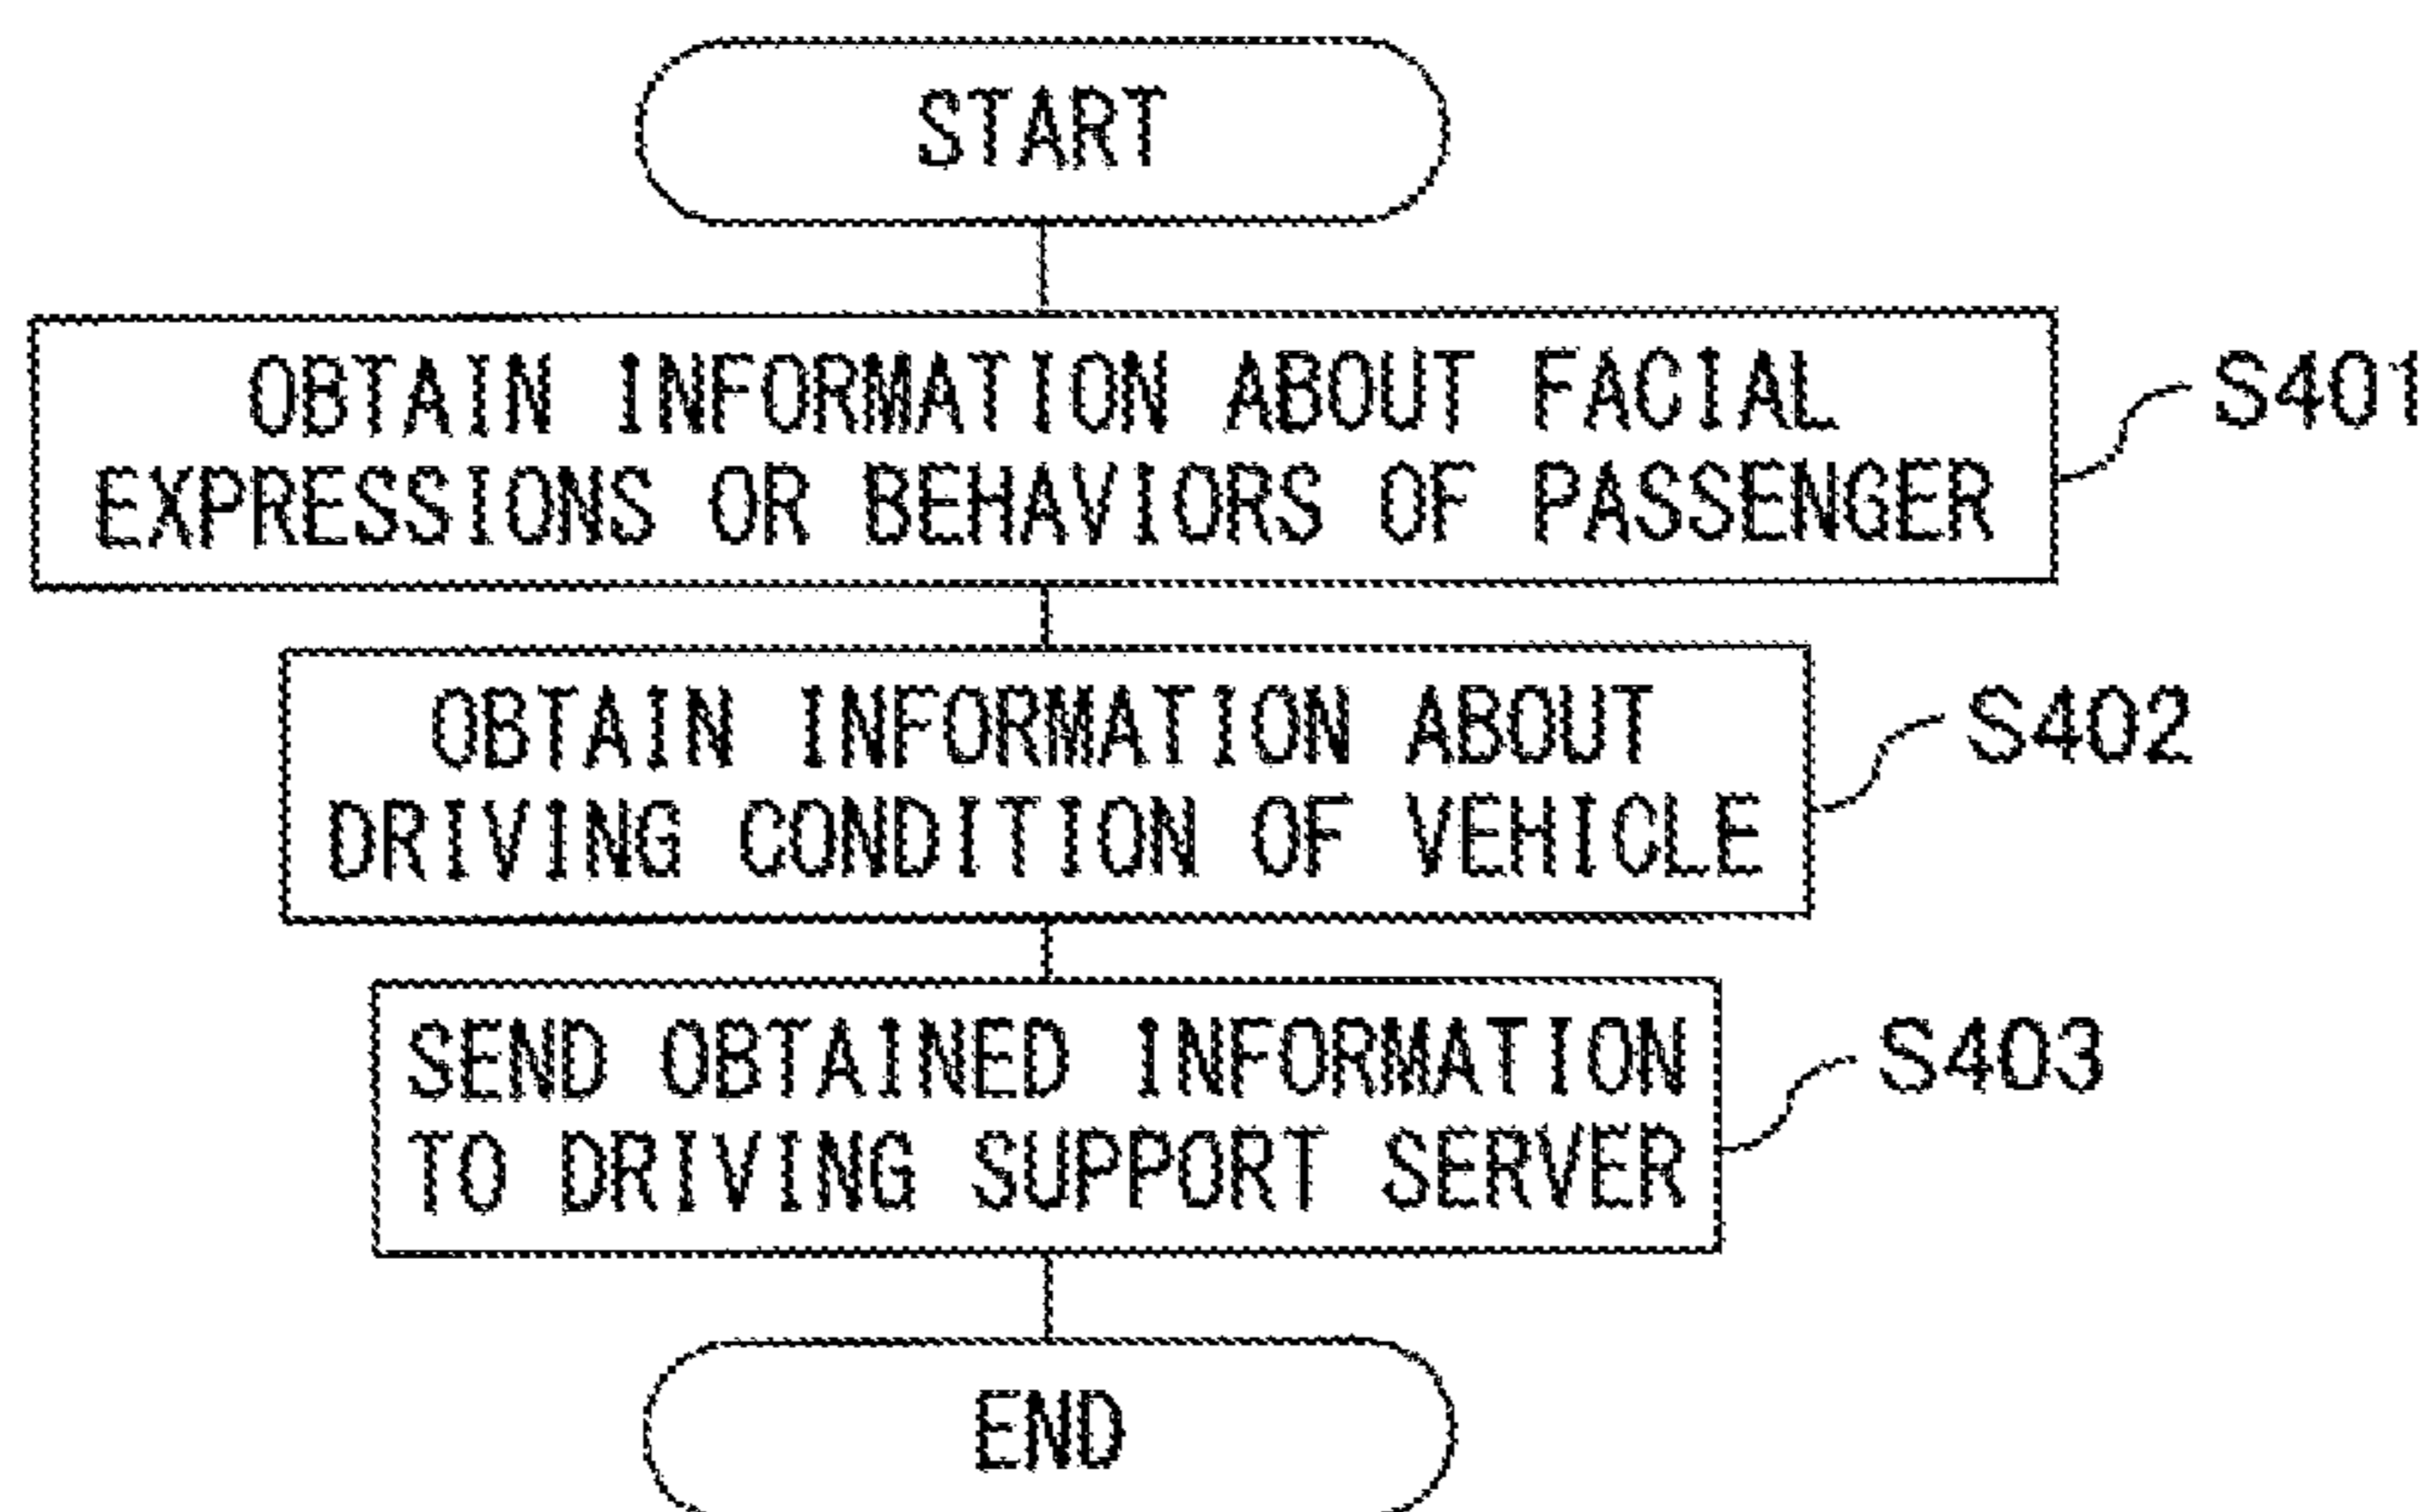 START
OBTAIN INFORMATION ABOUT FACIAL
EXPRESSIONS OR BEHAVIORS OF PASSENGER
S401
OBTAIN INFORMATION ABOUT
DRIVING CONDITION OF VEHICLE
S402
SEND OBTAINED INFORMATION
TO DRIVING SUPPORT SERVER
S403
END